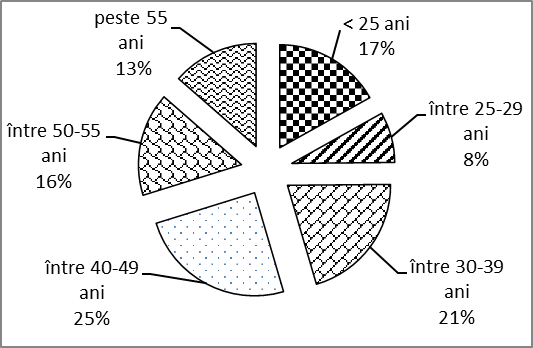 peste 55
ani
13%
< 25 ani
17%
între 25-29
ani
8%
între 30-39
ani
21%
între 40-49
ani
25%
între 50-55
ani
16%